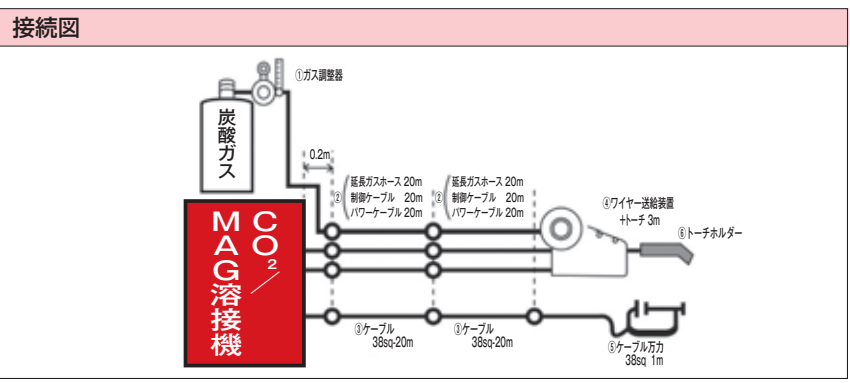 接続図
①ガス調整器
炭酸ガス
0.2m
②
延長ガスホース 20m
制御ケーブル 20m
パワーケーブル 20m
②
延長ガスホース 20m
制御ケーブル 20m
パワーケーブル 20m
④ワイヤー送給装置
+トーチ 3m
⑥トーチホルダー
CO₂/
MAG溶接機
③ケーブル
38sq-20m
③ケーブル
38sq-20m
⑤ケーブル万力
38sq 1m